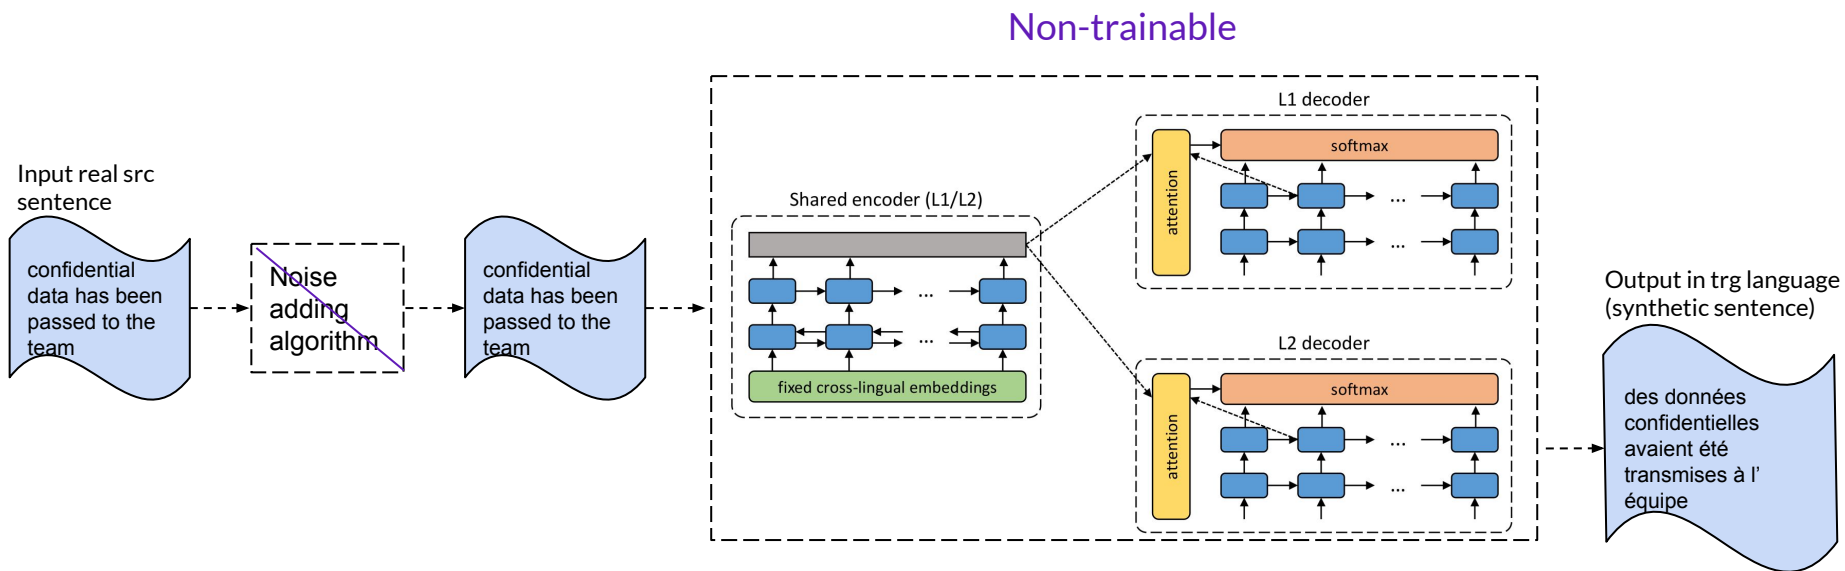 Non-trainable
Input real src
sentence
confidential
data has been
passed to the
team
Noise
adding
algorithm
confidential
data has been
passed to the
team
Shared encoder (L1/L2)
...
...
fixed cross-lingual embeddings
L1 decoder
attention
softmax
...
...
L2 decoder
attention
softmax
...
...
Output in trg language
(synthetic sentence)
des données
confidentielles
avaient été
transmises à l’
équipe